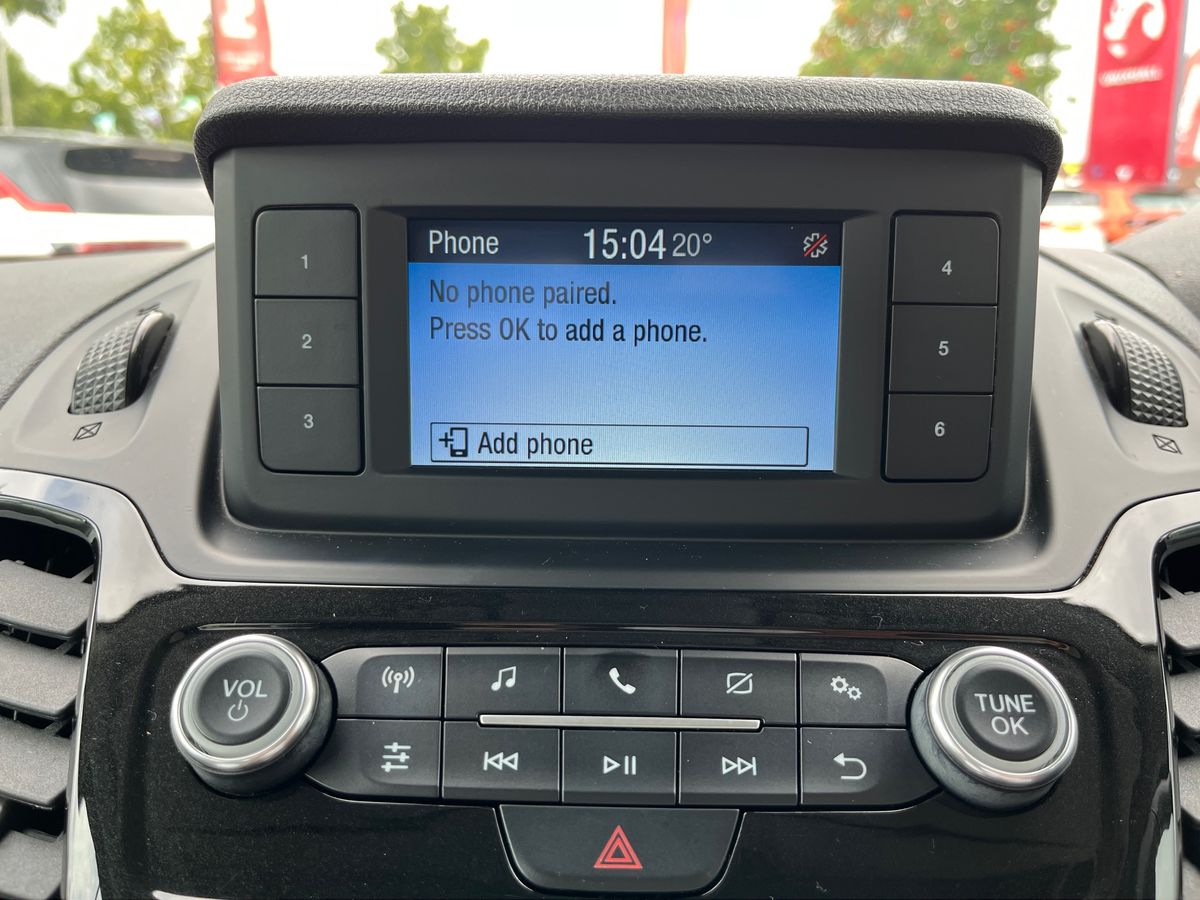 VAUXHALL
Phone 15:04 20°
No phone paired.
Press OK to add a phone.
Add phone
1
2
3
4
5
6
VOL
TUNE
OK